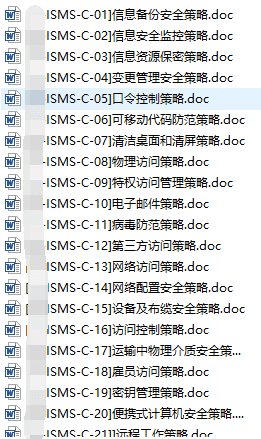 -ISMS-C-01]信息备份安全策略.doc
-ISMS-C-02]信息安全监控策略.doc
-ISMS-C-03]信息资源保密策略.doc
-ISMS-C-04]变更管理安全策略.doc
-ISMS-C-05]口令控制策略.doc
-ISMS-C-06]可移动代码防范策略.doc
-ISMS-C-07]清洁桌面和清屏策略.doc
-ISMS-C-08]物理访问策略.doc
-ISMS-C-09]特权访问管理策略.doc
-ISMS-C-10]电子邮件策略.doc
-ISMS-C-11]病毒防范策略.doc
-ISMS-C-12]第三方访问策略.doc
-ISMS-C-13]网络访问策略.doc
-ISMS-C-14]网络配置安全策略.doc
-ISMS-C-15]设备及布缆安全策略.doc
-ISMS-C-16]访问控制策略.doc
-ISMS-C-17]运输中物理介质安全策...
-ISMS-C-18]雇员访问策略.doc
-ISMS-C-19]密钥管理策略.doc
-ISMS-C-20]便携式计算机安全策略....
-ISMS-C-21]]远程工作策略.doc